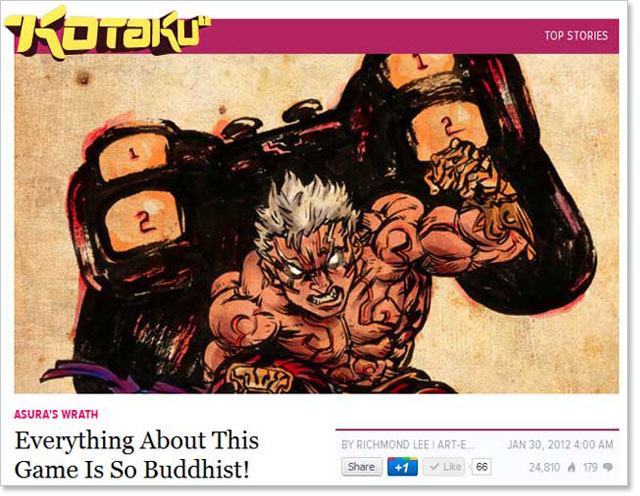 KOTAKU
TOP STORIES
1
2
1
2
ASURA'S WRATH
Everything About This
Game Is So Buddhist!
BY RICHMOND LEE | ART-E...
JAN 30, 2012 4:00 AM
Share
+1
Like
66
24,810
179